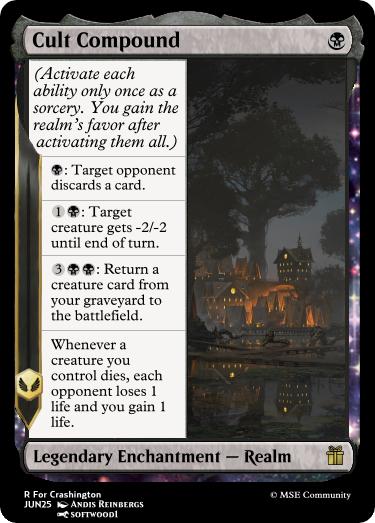 Cult Compound
(Activate each
ability only once as a
sorcery. You gain the
realm's favor after
activating them all.)
: Target opponent
discards a card.
1 : Target
creature gets -2/-2
until end of turn.
3 : Return a
creature card from
your graveyard to
the battlefield.
Whenever a
creature you
control dies, each
opponent loses 1
life and you gain 1
life.
Legendary Enchantment — Realm
R For Crashington
JUN25 Andis Reinbergs
softwood1
© MSE Community